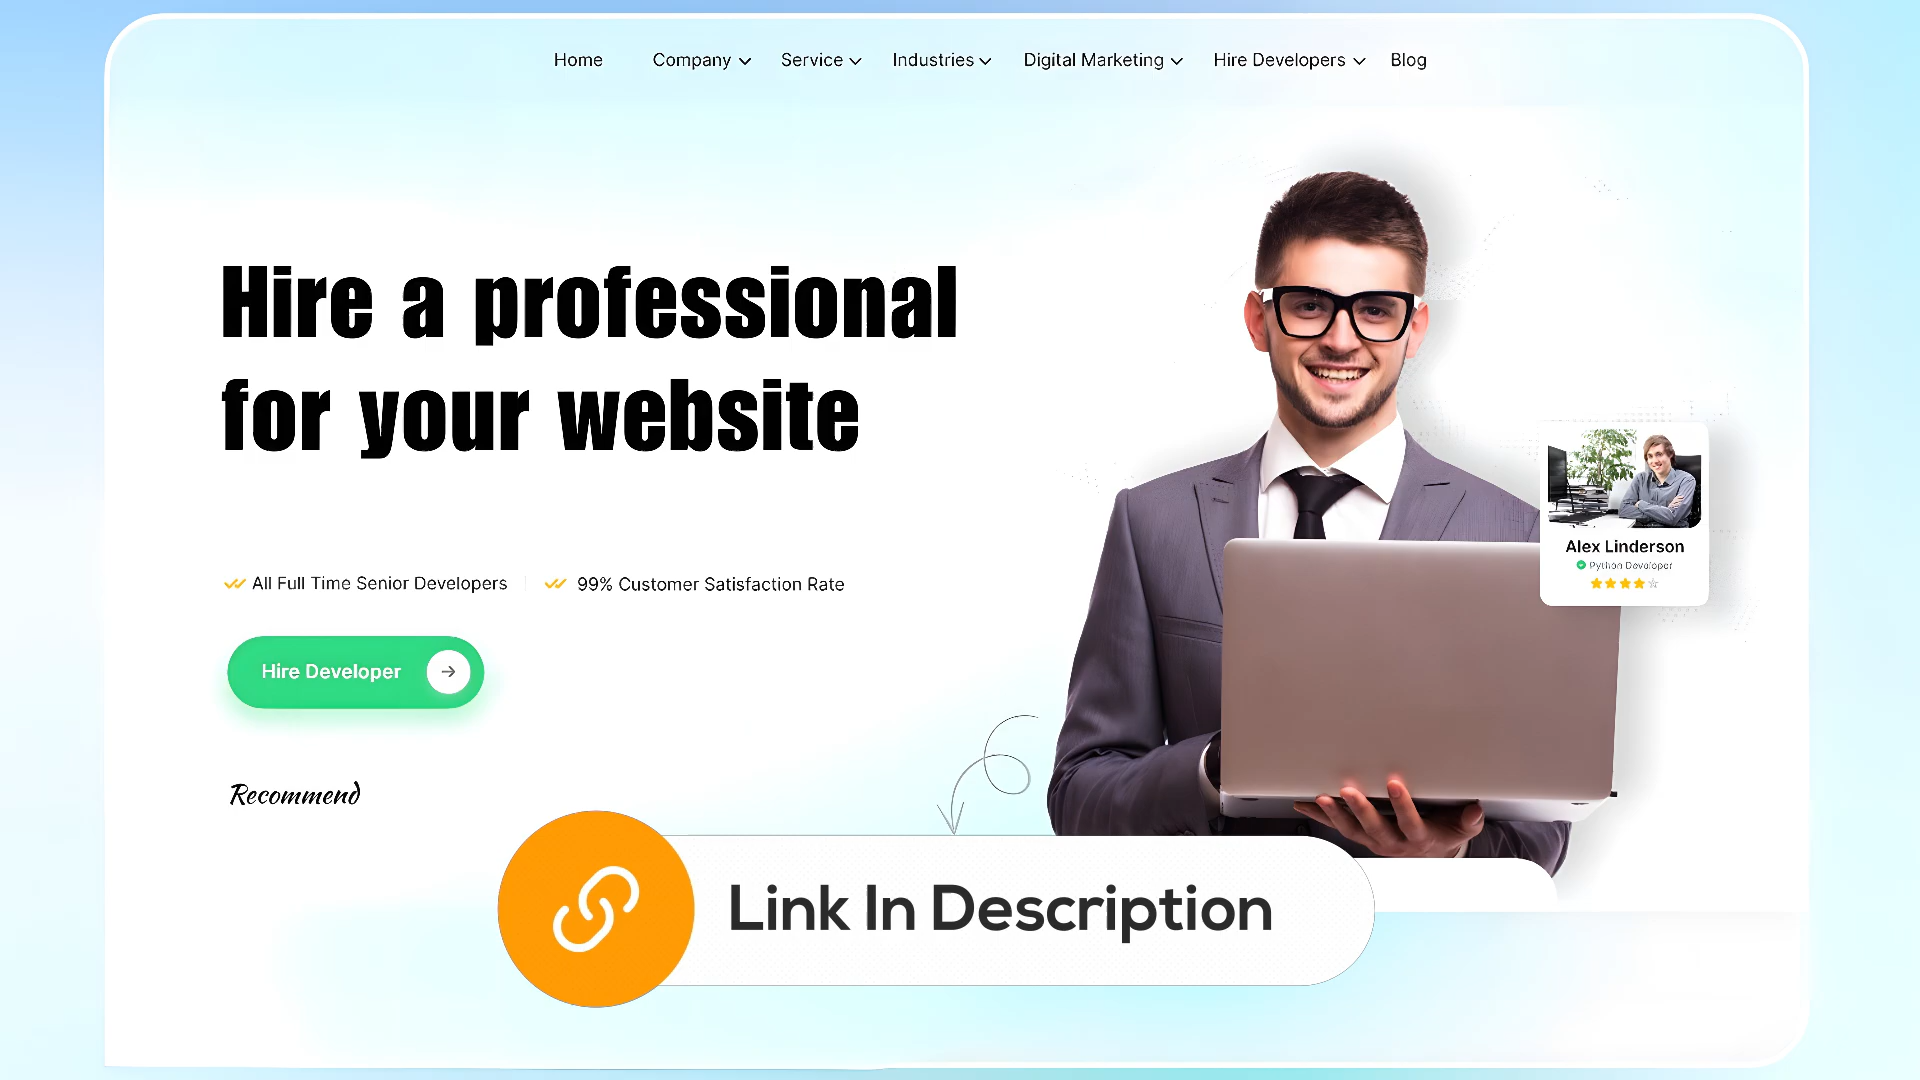 Home Company Service Industries Digital Marketing Hire Developers Blog
Hire a professional
for your website
All Full Time Senior Developers 99% Customer Satisfaction Rate
Hire Developer
Alex Linderson
Python Developer
Recommend
Link In Description